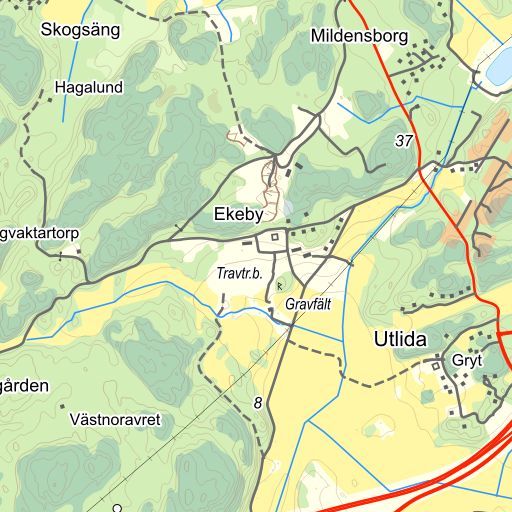 Skogsäng
Mildensborg
Hagalund
37
Ekeby
gvaktartorp
Travtr.b.
Gravfält
Utlida
Gryt
gården
8
Västnoravret